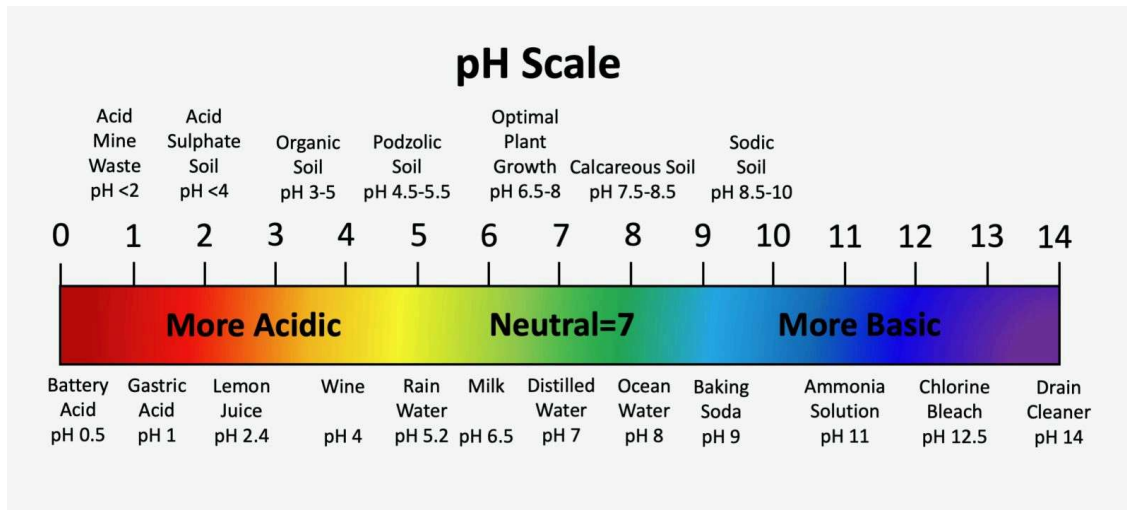 pH Scale
Acid
Mine
Waste
pH <2
Acid
Sulphate
Soil
pH <4
Organic
Soil
pH 3-5
Podzolic
Soil
pH 4.5-5.5
Optimal
Plant
Growth
pH 6.5-8
Calcareous Soil
pH 7.5-8.5
Sodic
Soil
pH 8.5-10
0 1 2 3 4 5 6 7 8 9 10 11 12 13 14
More Acidic Neutral=7 More Basic
Battery
Acid
pH 0.5
Gastric
Acid
pH 1
Lemon
Juice
pH 2.4
Wine
pH 4
Rain
Water
pH 5.2
Milk
pH 6.5
Distilled
Water
pH 7
Ocean
Water
pH 8
Baking
Soda
pH 9
Ammonia
Solution
pH 11
Chlorine
Bleach
pH 12.5
Drain
Cleaner
pH 14